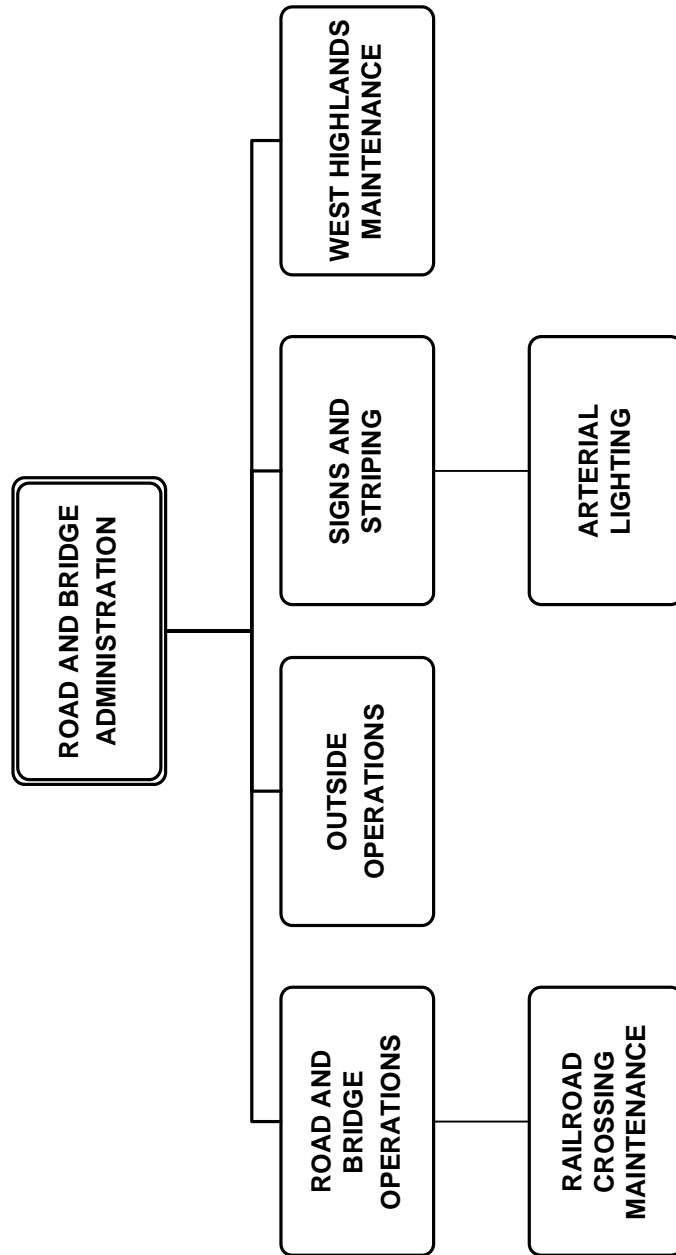 ROAD AND BRIDGE
ADMINISTRATION
ROAD AND
BRIDGE
OPERATIONS
OUTSIDE
OPERATIONS
SIGNS AND
STRIPING
WEST HIGHLANDS
MAINTENANCE
RAILROAD
CROSSING
MAINTENANCE
ARTERIAL
LIGHTING